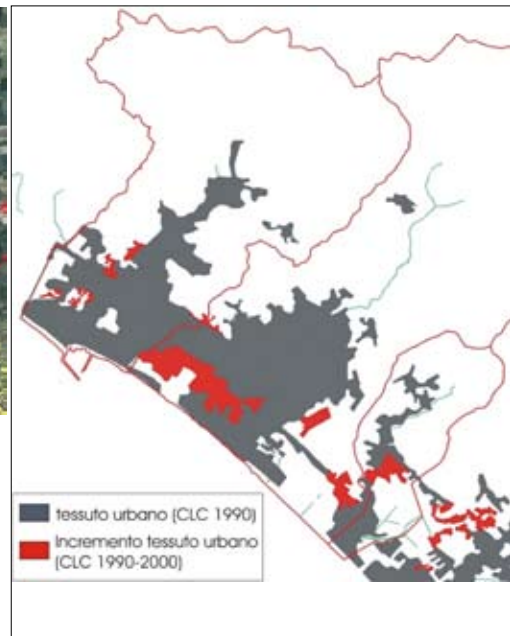 tessuto urbano (CLC 1990)
Incremento tessuto urbano
(CLC 1990-2000)